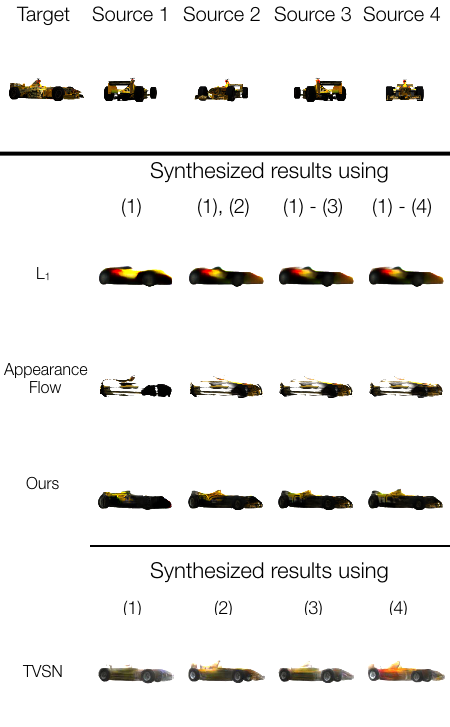 Target Source 1 Source 2 Source 3 Source 4
Synthesized results using
(1) (1), (2) (1) - (3) (1) - (4)
L₁
Appearance
Flow
Ours
Synthesized results using
(1) (2) (3) (4)
TVSN